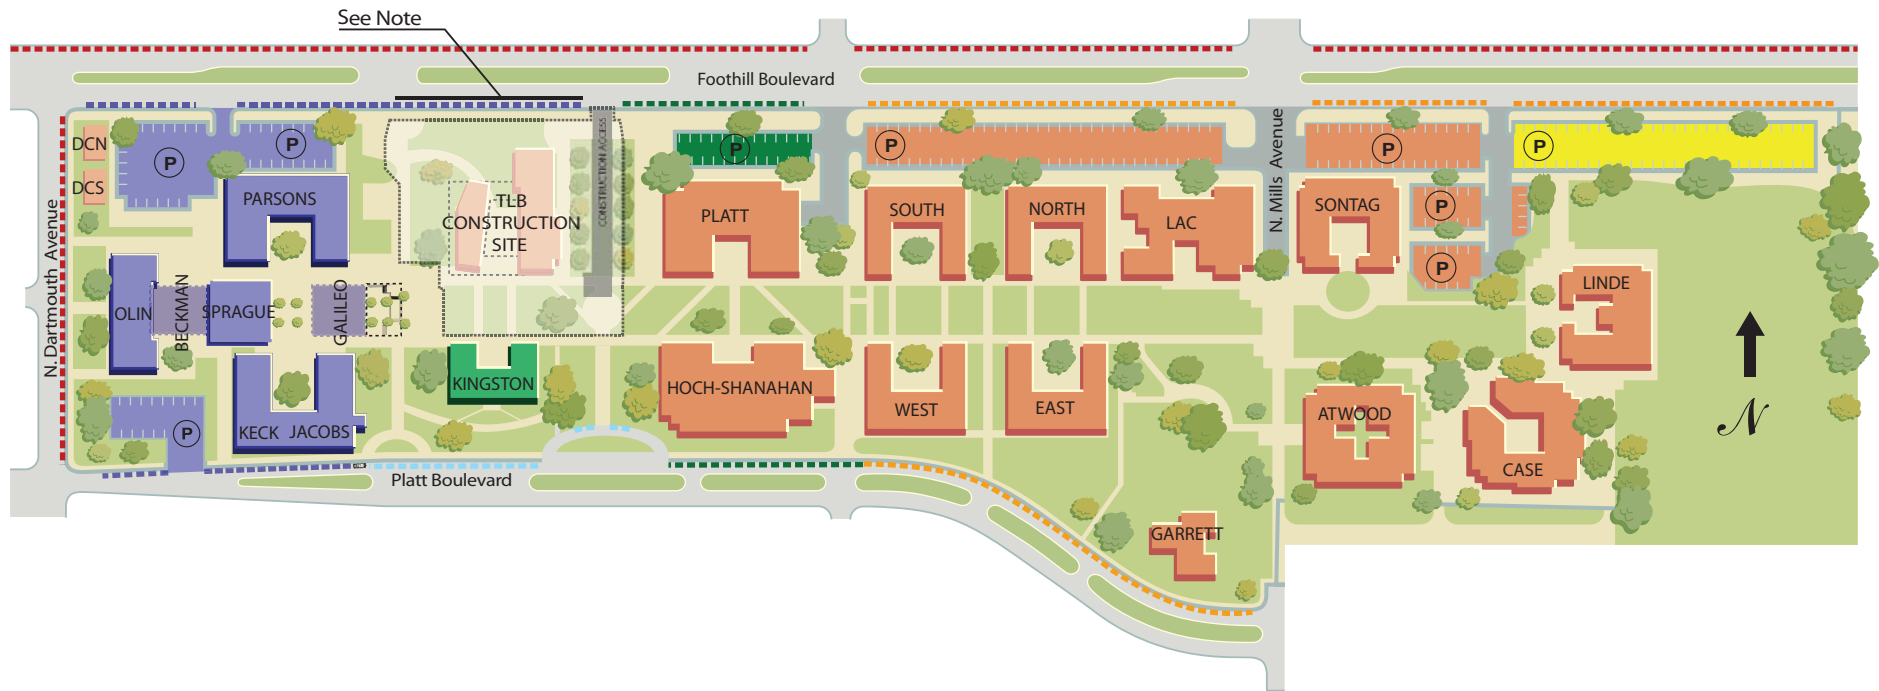 See Note
Foothill Boulevard
DCN
DCS
P
P
P
P
P
P
P
P
P
PARSONS
TLB
CONSTRUCTION
SITE
CONSTRUCTION ACCESS
PLATT
SOUTH
NORTH
LAC
N. Mills Avenue
SONTAG
N. Dartmouth Avenue
OLIN
BECKMAN
SPRAGUE
GALILEO
LINDE
KINGSTON
HOCH-SHANAHAN
WEST
EAST
ATWOOD
N
KECK
JACOBS
CASE
Platt Boulevard
GARRETT